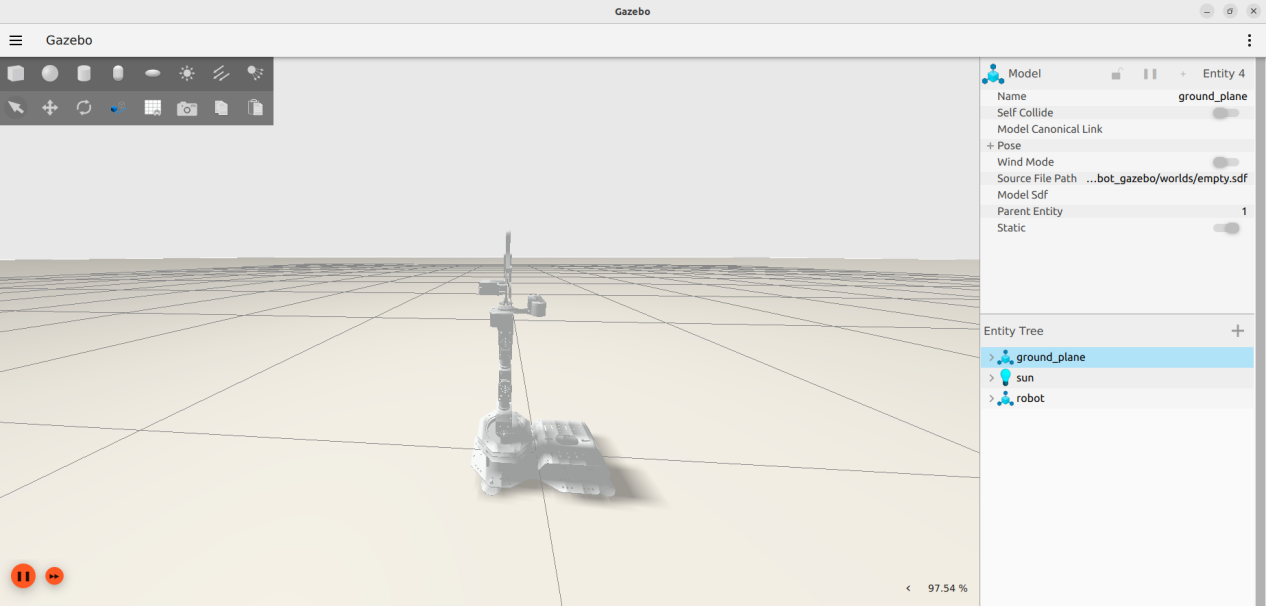 Gazebo
Gazebo
Model
Entity 4
Name ground_plane
Self Collide
Model Canonical Link
+ Pose
Wind Mode
Source File Path ...bot_gazebo/worlds/empty.sdf
Model Sdf
Parent Entity 1
Static
Entity Tree
ground_plane
sun
robot
97.54 %